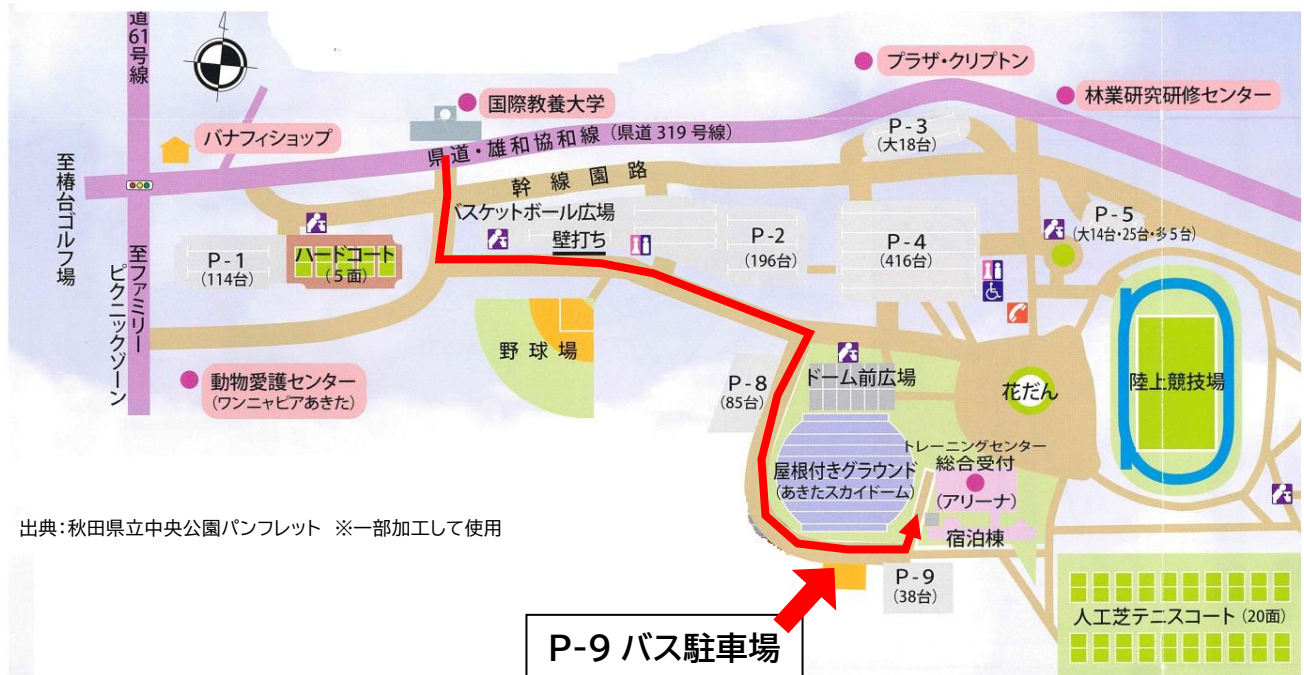 道61号線
国際教養大学
プラザ・クリプトン
林業研究研修センター
バナフィショップ
県道・雄和協和線(県道319号線)
P-3
(大18台)
至椿台ゴルフ場
幹線園路
バスケットボール広場
壁打ち
P-1
(114台)
ハードコート
(5面)
P-2
(196台)
P-4
(416台)
P-5
(大14台・25台・多5台)
至ファミリー
ピクニックゾーン
野球場
動物愛護センター
(ワンニャピアあきた)
P-8
(85台)
ドーム前広場
花だん
陸上競技場
屋根付きグラウンド
(あきたスカイドーム)
トレーニングセンター
総合受付
(アリーナ)
宿泊棟
出典:秋田県立中央公園パンフレット ※一部加工して使用
P-9
(38台)
人工芝テニスコート(20面)
P-9 バス駐車場